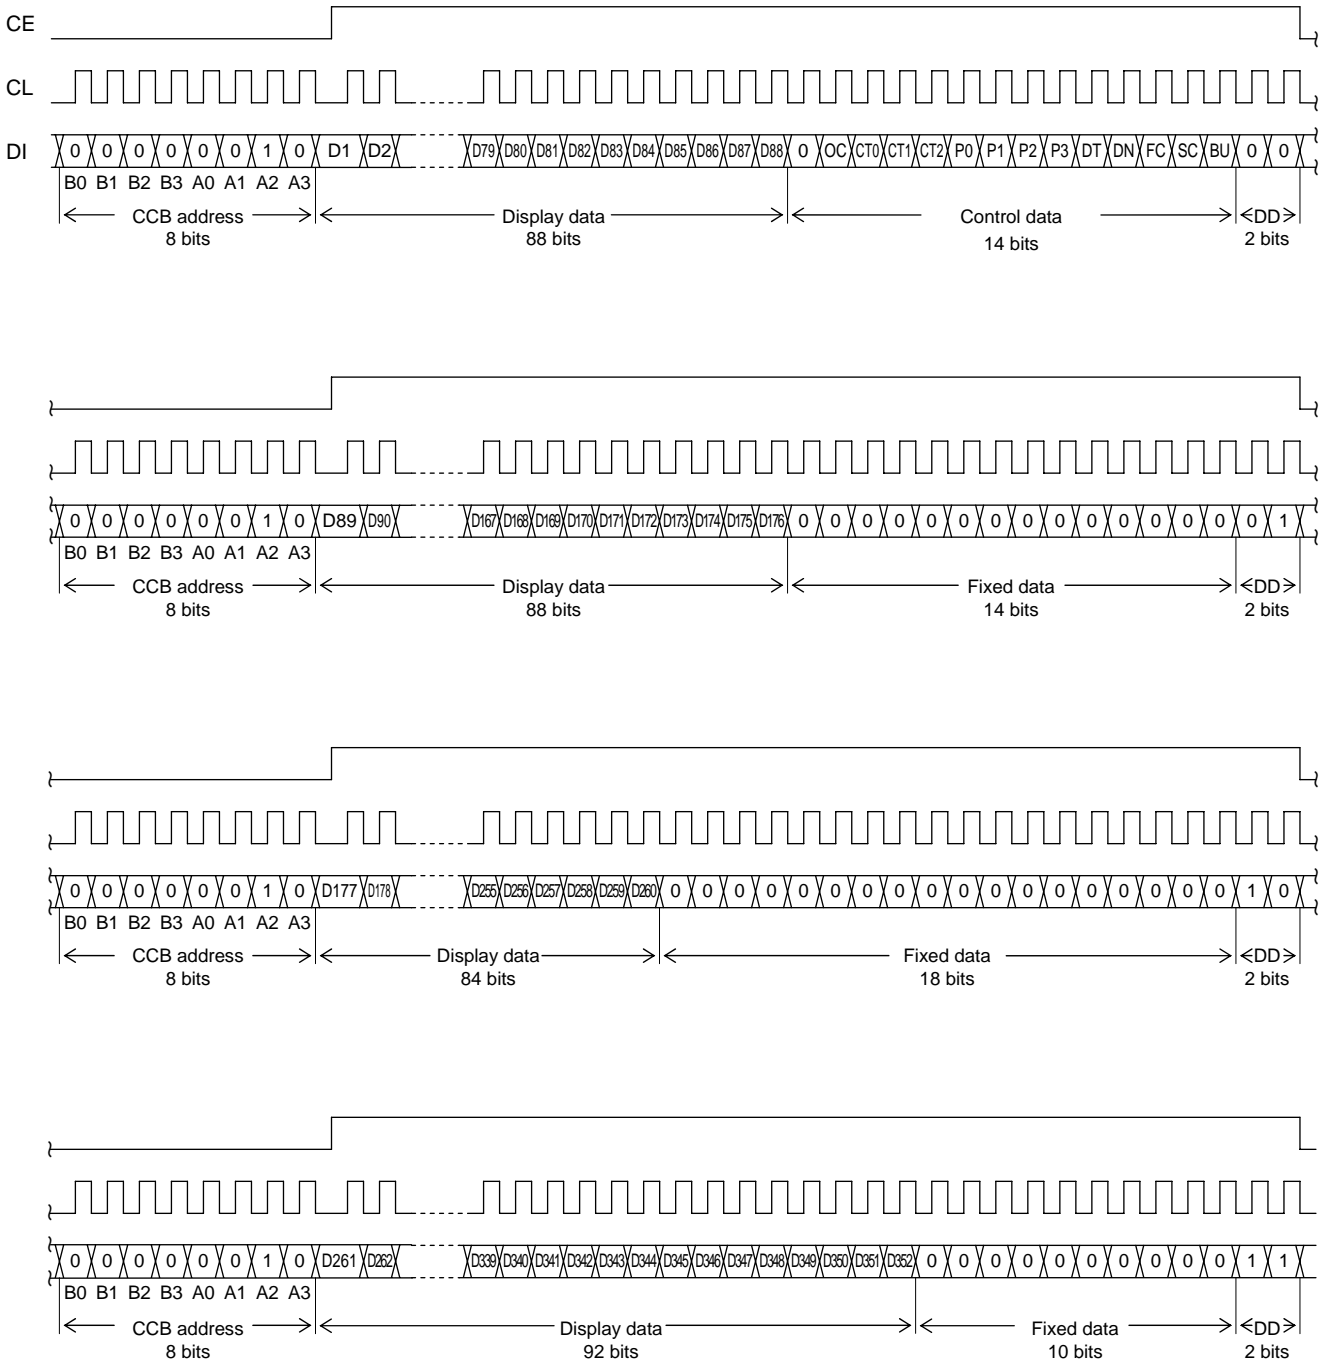 CE
CL
DI 0 0 0 0 0 0 1 0 D1 D2 D79 D80 D81 D82 D83 D84 D85 D86 D87 D88 0 OC CT0 CT1 CT2 P0 P1 P2 P3 DT DN FC SC BU 0 0
B0 B1 B2 B3 A0 A1 A2 A3
CCB address Display data Control data DD
8 bits 88 bits 14 bits 2 bits
0 0 0 0 0 0 1 0 D89 D90 D167 D168 D169 D170 D171 D172 D173 D174 D175 D176 0 0 0 0 0 0 0 0 0 0 0 0 0 0 0 1
B0 B1 B2 B3 A0 A1 A2 A3
CCB address Display data Fixed data DD
8 bits 88 bits 14 bits 2 bits
0 0 0 0 0 0 1 0 D177 D178 D255 D256 D257 D258 D259 D260 0 0 0 0 0 0 0 0 0 0 0 0 0 0 0 0 0 0 1 0
B0 B1 B2 B3 A0 A1 A2 A3
CCB address Display data Fixed data DD
8 bits 84 bits 18 bits 2 bits
0 0 0 0 0 0 1 0 D261 D262 D339 D340 D341 D342 D343 D344 D345 D346 D347 D348 D349 D350 D351 D352 0 0 0 0 0 0 0 0 0 0 1 1
B0 B1 B2 B3 A0 A1 A2 A3
CCB address Display data Fixed data DD
8 bits 92 bits 10 bits 2 bits